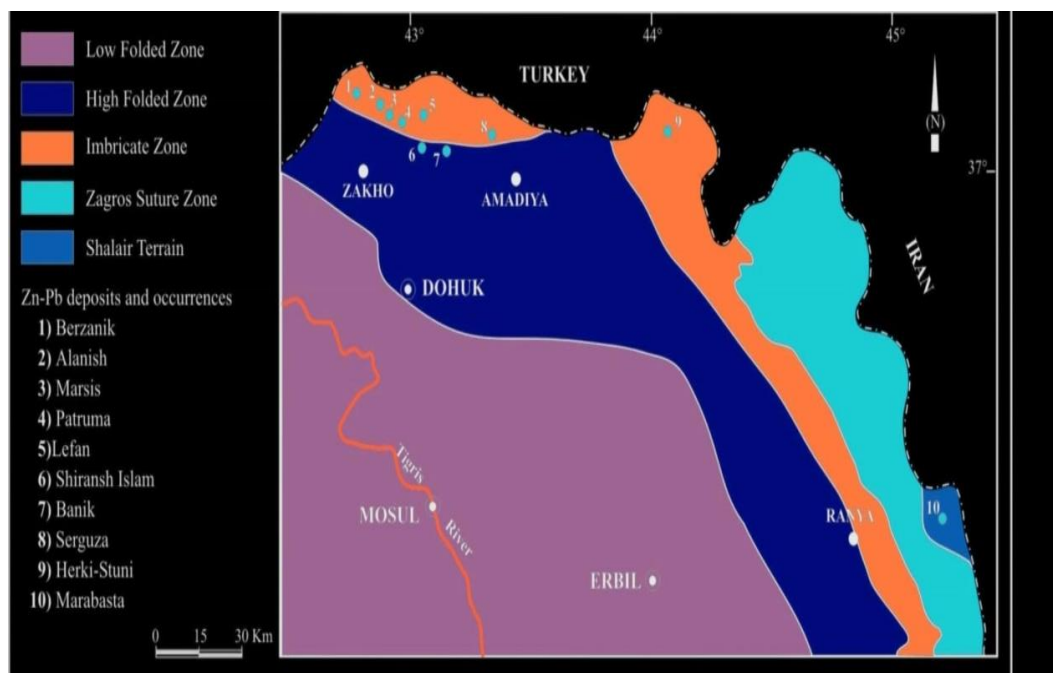 Low Folded Zone
High Folded Zone
Imbricate Zone
Zagros Suture Zone
Shalair Terrain
Zn-Pb deposits and occurrences
1) Berzanik
2) Alanish
3) Marsis
4) Patruma
5)Lefan
6) Shiransh Islam
7) Banik
8) Serguza
9) Herki-Stuni
10) Marabasta
0 15 30 Km
43° 44° 45°
TURKEY
(N)
37°
IRAN
1
2
3
4
5
6
7
8
9
10
ZAKHO
AMADIYA
DOHUK
Tigris
River
MOSUL
RANYA
ERBIL